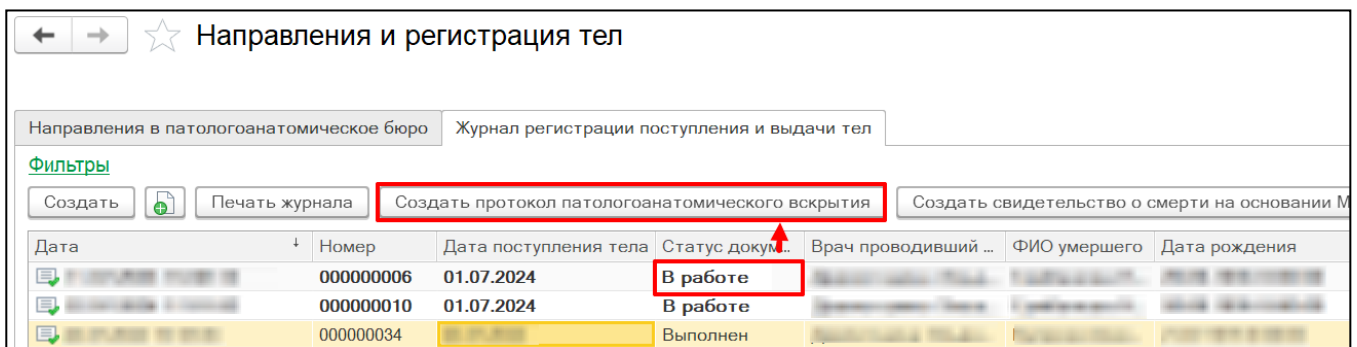 Направления и регистрация тел
Направления в патологоанатомическое бюро Журнал регистрации поступления и выдачи тел
Фильтры
Создать Печать журнала Создать протокол патологоанатомического вскрытия Создать свидетельство о смерти на основании М
Дата ↓ Номер Дата поступления тела Статус докум... Врач проводивший ... ФИО умершего Дата рождения
000000006 01.07.2024 В работе
000000010 01.07.2024 В работе
000000034 Выполнен